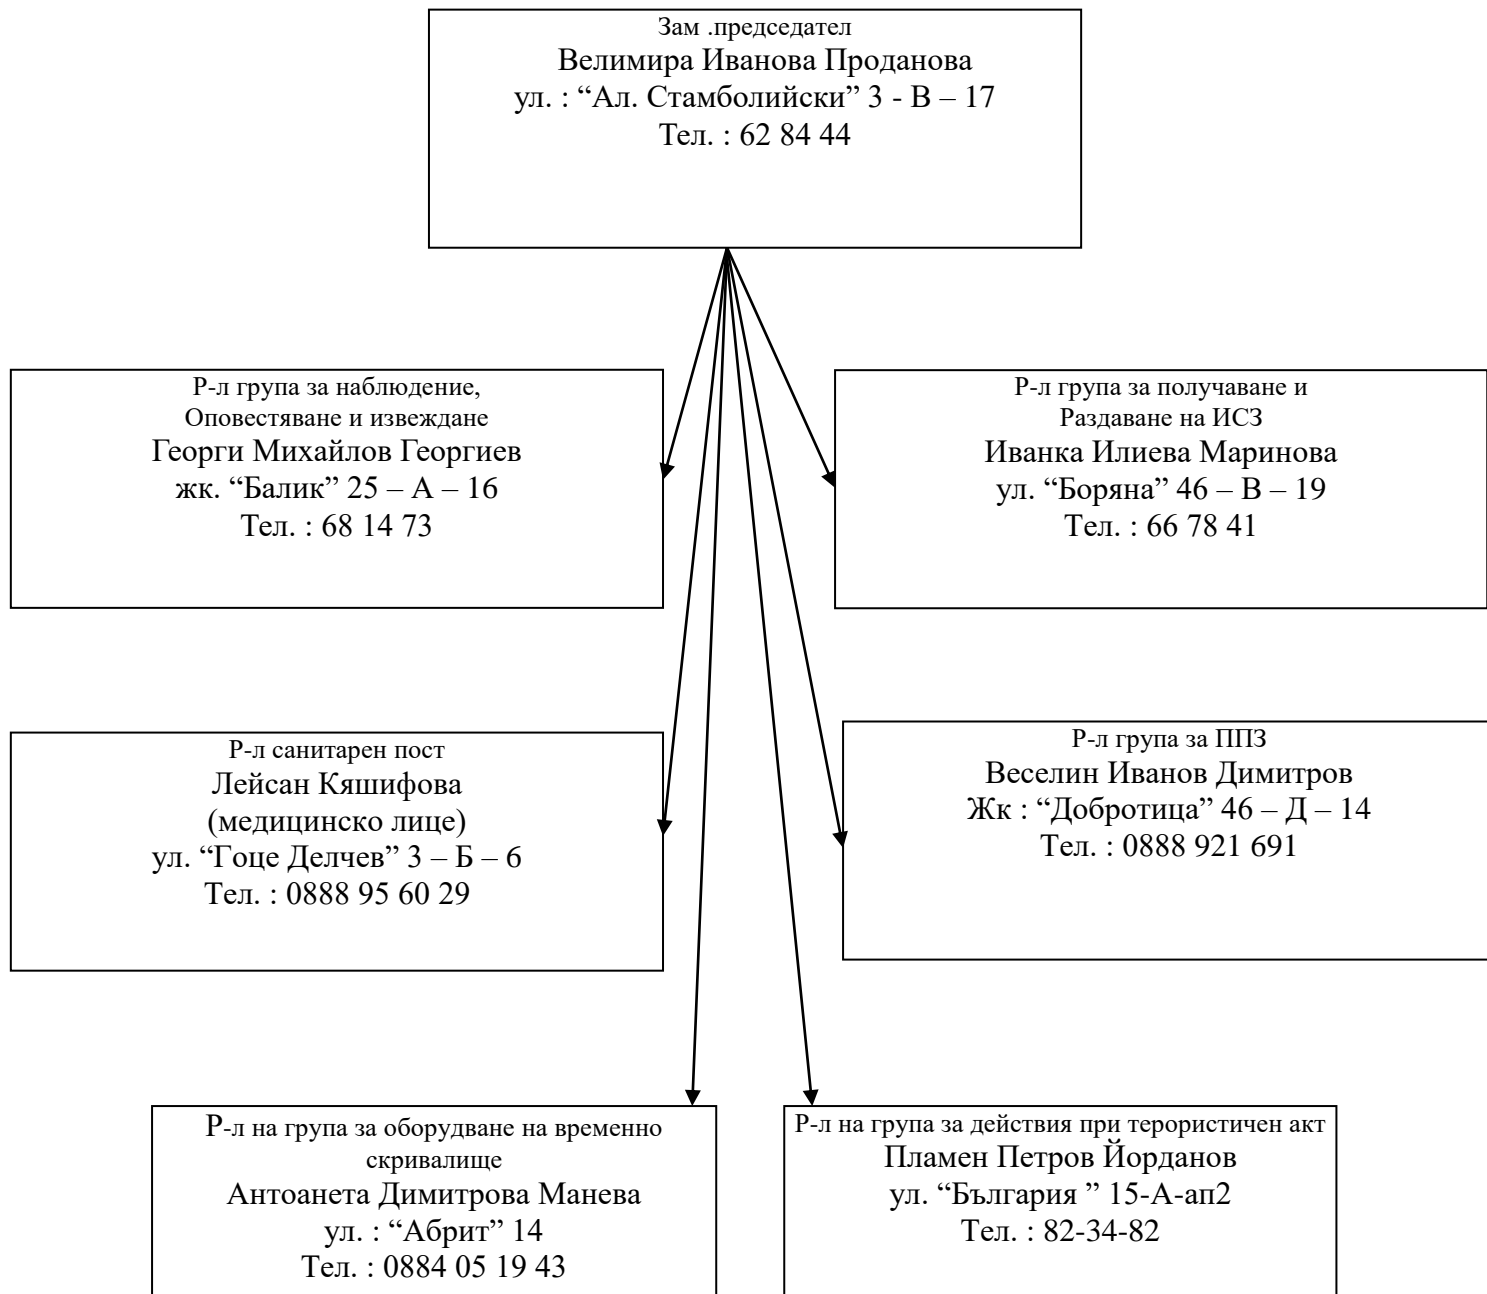 Зам .председател
Велимира Иванова Проданова
ул. : “Ал. Стамболийски” 3 - В – 17
Тел. : 62 84 44
Р-л група за наблюдение,
Оповестяване и извеждане
Георги Михайлов Георгиев
жк. “Балик” 25 – А – 16
Тел. : 68 14 73
Р-л група за получаване и
Раздаване на ИСЗ
Иванка Илиева Маринова
ул. “Боряна” 46 – В – 19
Тел. : 66 78 41
Р-л санитарен пост
Лейсан Кяшифова
(медицинско лице)
ул. “Гоце Делчев” 3 – Б – 6
Тел. : 0888 95 60 29
Р-л група за ППЗ
Веселин Иванов Димитров
Жк : “Добротица” 46 – Д – 14
Тел. : 0888 921 691
Р-л на група за оборудване на временно
скривалище
Антоанета Димитрова Манева
ул. : “Абрит” 14
Тел. : 0884 05 19 43
Р-л на група за действия при терористичен акт
Пламен Петров Йорданов
ул. “България ” 15-А-ап2
Тел. : 82-34-82